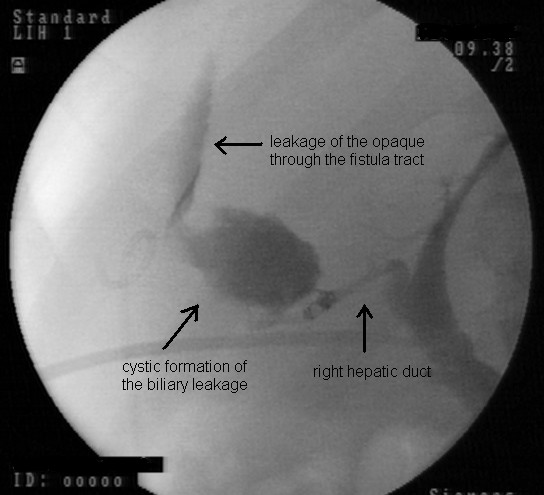 Standard
LIH 1
09.38
/2
leakage of the opaque
through the fistula tract
cystic formation of
the biliary leakage
right hepatic duct
ID: 00000